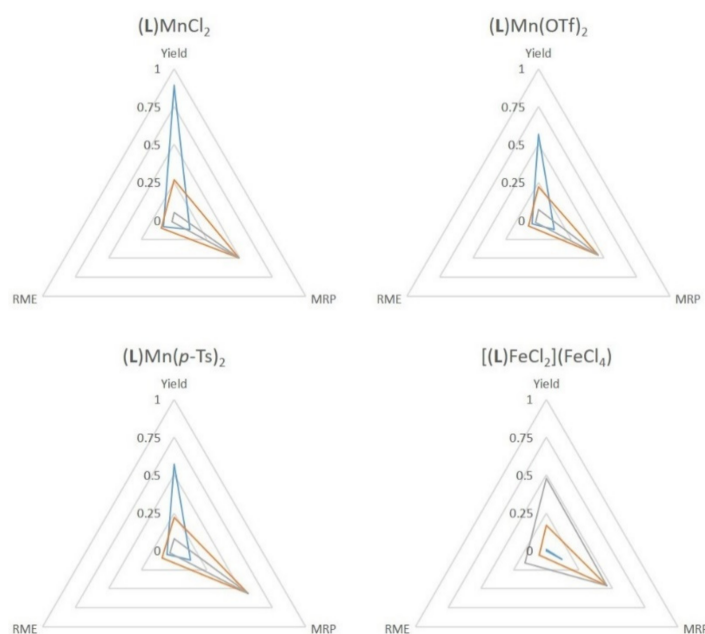 (L)MnCl₂
Yield
1
0.75
0.5
0.25
0
RME
MRP
(L)Mn(OTf)₂
Yield
1
0.75
0.5
0.25
0
RME
MRP
(L)Mn(p-Ts)₂
Yield
1
0.75
0.5
0.25
0
RME
MRP
[(L)FeCl₂](FeCl₄)
Yield
1
0.75
0.5
0.25
0
RME
MRP